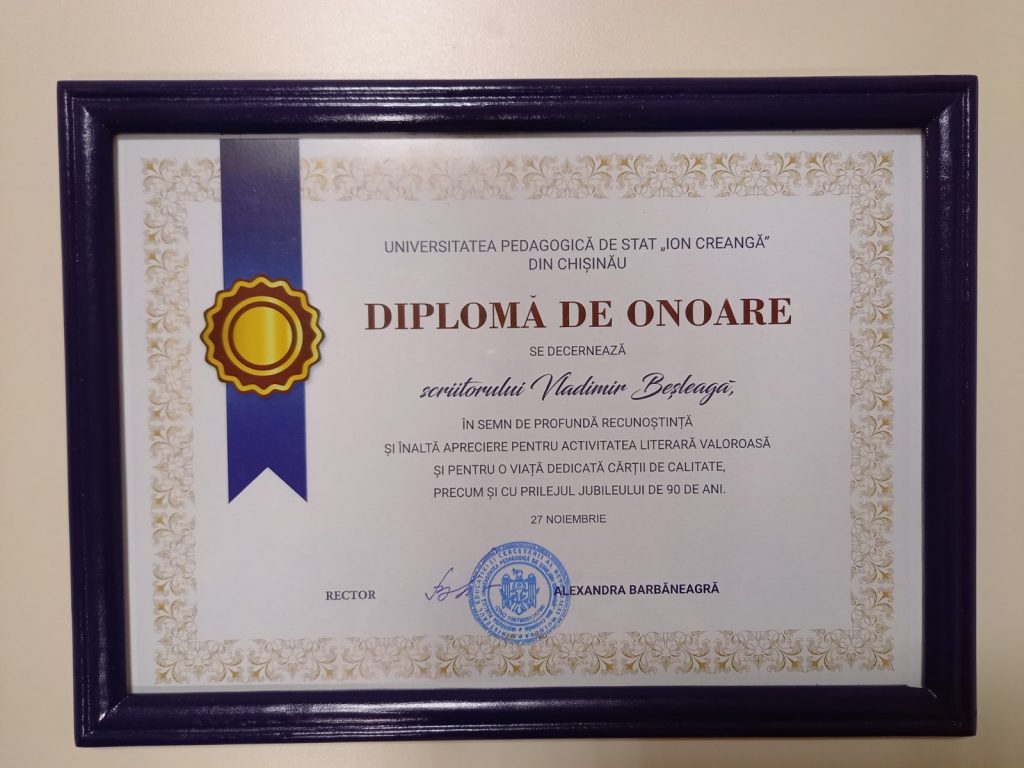 UNIVERSITATEA PEDAGOGICĂ DE STAT „ION CREANGĂ”
DIN CHIȘINĂU
DIPLOMĂ DE ONOARE
SE DECERNEAZĂ
scriitorului Vladimir Beșleagă,
ÎN SEMN DE PROFUNDĂ RECUNOȘTINȚĂ
ȘI ÎNALTĂ APRECIERE PENTRU ACTIVITATEA LITERARĂ VALOROASĂ
ȘI PENTRU O VIAȚĂ DEDICATĂ CĂRȚII DE CALITATE,
PRECUM ȘI CU PRILEJUL JUBILEULUI DE 90 DE ANI.
27 NOIEMBRIE
RECTOR
ALEXANDRA BARBĂNEAGRĂ